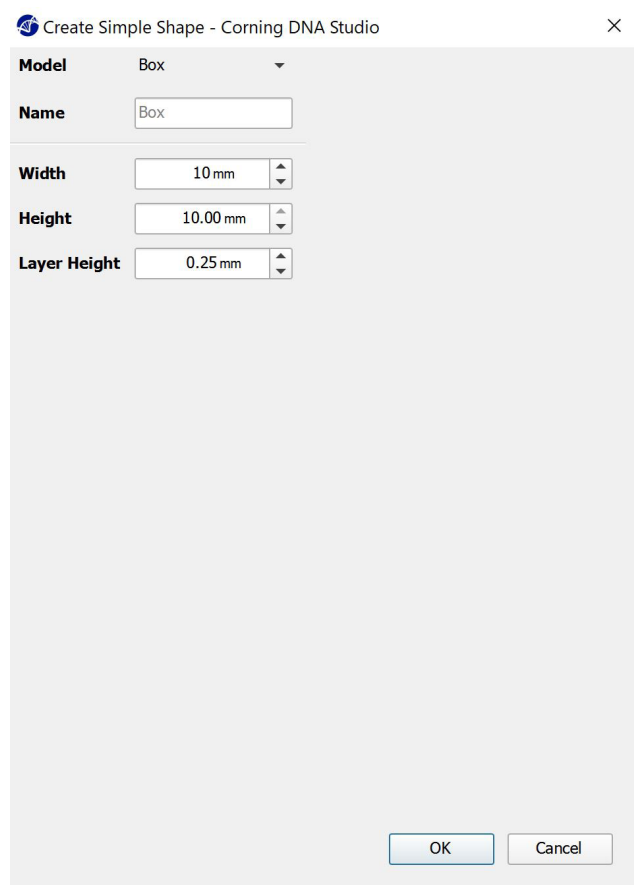 Create Simple Shape - Corning DNA Studio
Model Box
Name Box
Width 10 mm
Height 10.00 mm
Layer Height 0.25 mm
OK Cancel